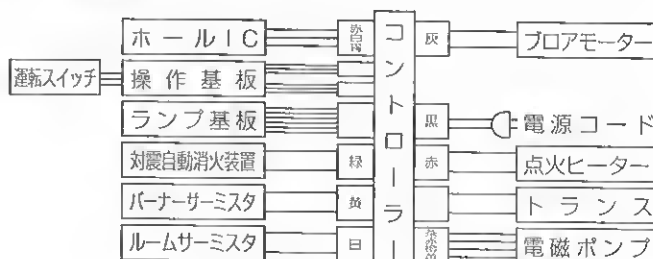 ホールIC
赤白青
コントローラー
灰
ブロアモーター
運転スイッチ
操作基板
ランプ基板
黒
電源コード
対震自動消火装置
緑
赤
点火ヒーター
バーナーサーミスタ
黄
トランス
ルームサーミスタ
白
電磁ポンプ